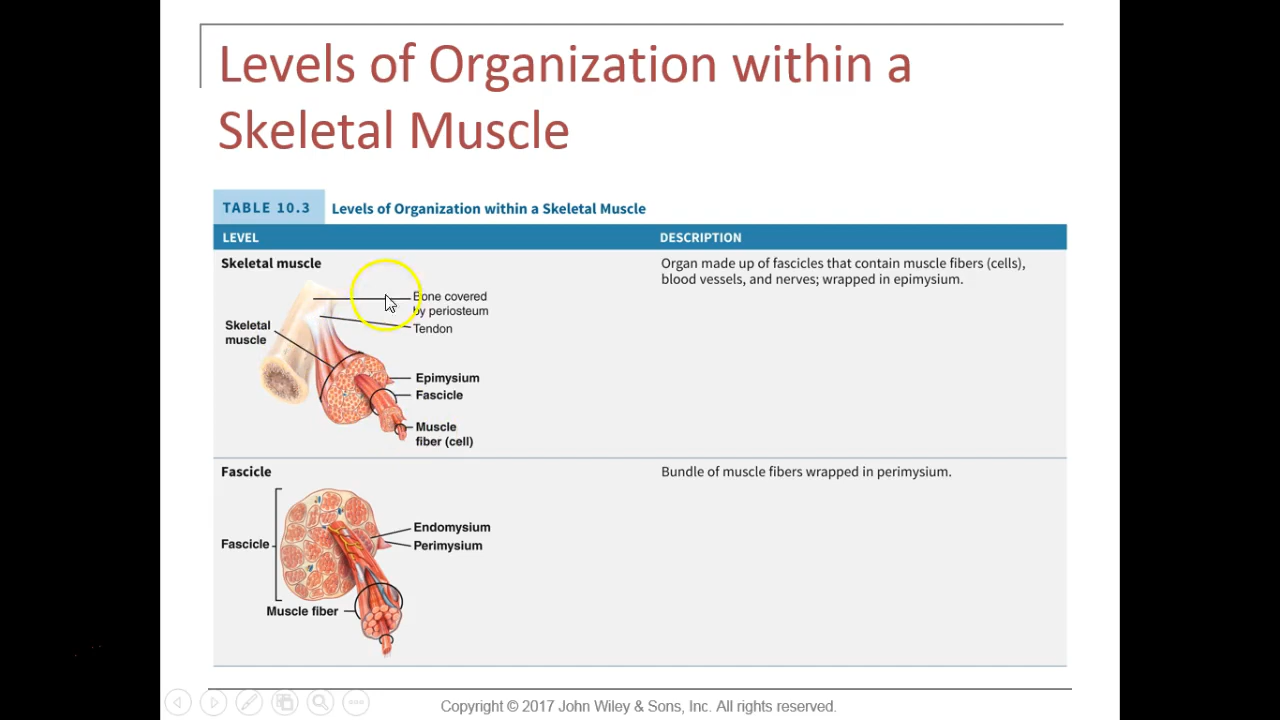 Levels of Organization within a
Skeletal Muscle
TABLE 10.3 Levels of Organization within a Skeletal Muscle
LEVEL DESCRIPTION
Skeletal muscle
Organ made up of fascicles that contain muscle fibers (cells),
blood vessels, and nerves; wrapped in epimysium.
Bone covered
by periosteum
Tendon
Skeletal
muscle
Epimysium
Fascicle
Muscle
fiber (cell)
Fascicle
Bundle of muscle fibers wrapped in perimysium.
Endomysium
Perimysium
Fascicle
Muscle fiber
Copyright © 2017 John Wiley & Sons, Inc. All rights reserved.